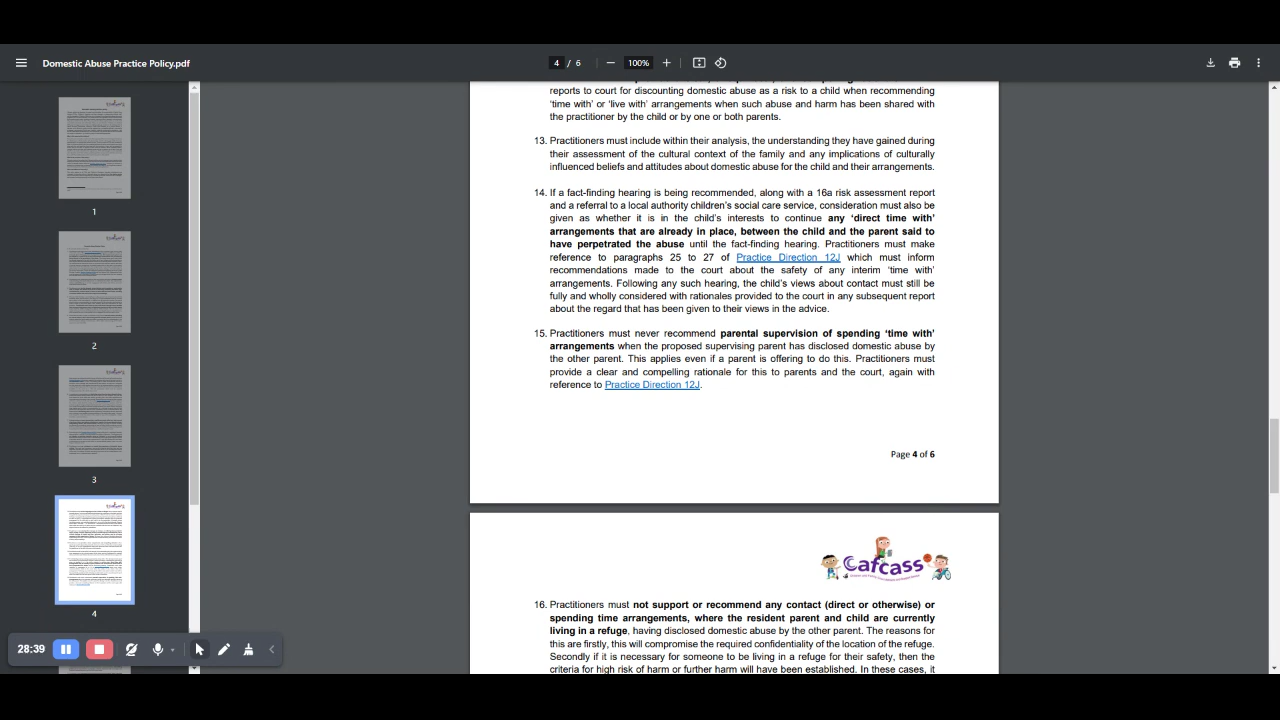 Domestic Abuse Practice Policy.pdf
4 / 6
100%
reports to court for discounting domestic abuse as a risk to a child when recommending
‘time with’ or ‘live with’ arrangements when such abuse and harm has been shared with
the practitioner by the child or by one or both parents.
13. Practitioners must include within their analysis, the understanding they have gained during
their assessment of the cultural context of the family and any implications of culturally
influenced beliefs and attitudes about domestic abuse for the child and their arrangements.
14. If a fact-finding hearing is being recommended, along with a 16a risk assessment report
and a referral to a local authority children’s social care service, consideration must also be
given as whether it is in the child’s interests to continue any ‘direct time with’
arrangements that are already in place, between the child and the parent said to
have perpetrated the abuse until the fact-finding hearing. Practitioners must make
reference to paragraphs 25 to 27 of Practice Direction 12J which must inform
recommendations made to the court about the safety of any interim ‘time with’
arrangements. Following any such hearing, the child’s views about contact must still be
fully and wholly considered with rationales provided to the court in any subsequent report
about the regard that has been given to their views in the advice.
15. Practitioners must never recommend parental supervision of spending ‘time with’
arrangements when the proposed supervising parent has disclosed domestic abuse by
the other parent. This applies even if a parent is offering to do this. Practitioners must
provide a clear and compelling rationale for this to parents and the court, again with
reference to Practice Direction 12J.
Page 4 of 6
Cafcass
16. Practitioners must not support or recommend any contact (direct or otherwise) or
spending time arrangements, where the resident parent and child are currently
living in a refuge, having disclosed domestic abuse by the other parent. The reasons for
this are firstly, this will compromise the required confidentiality of the location of the refuge.
Secondly if it is necessary for someone to be living in a refuge for their safety, then the
criteria for high risk of harm or further harm will have been established. In these cases, it
1
2
3
4
28:39